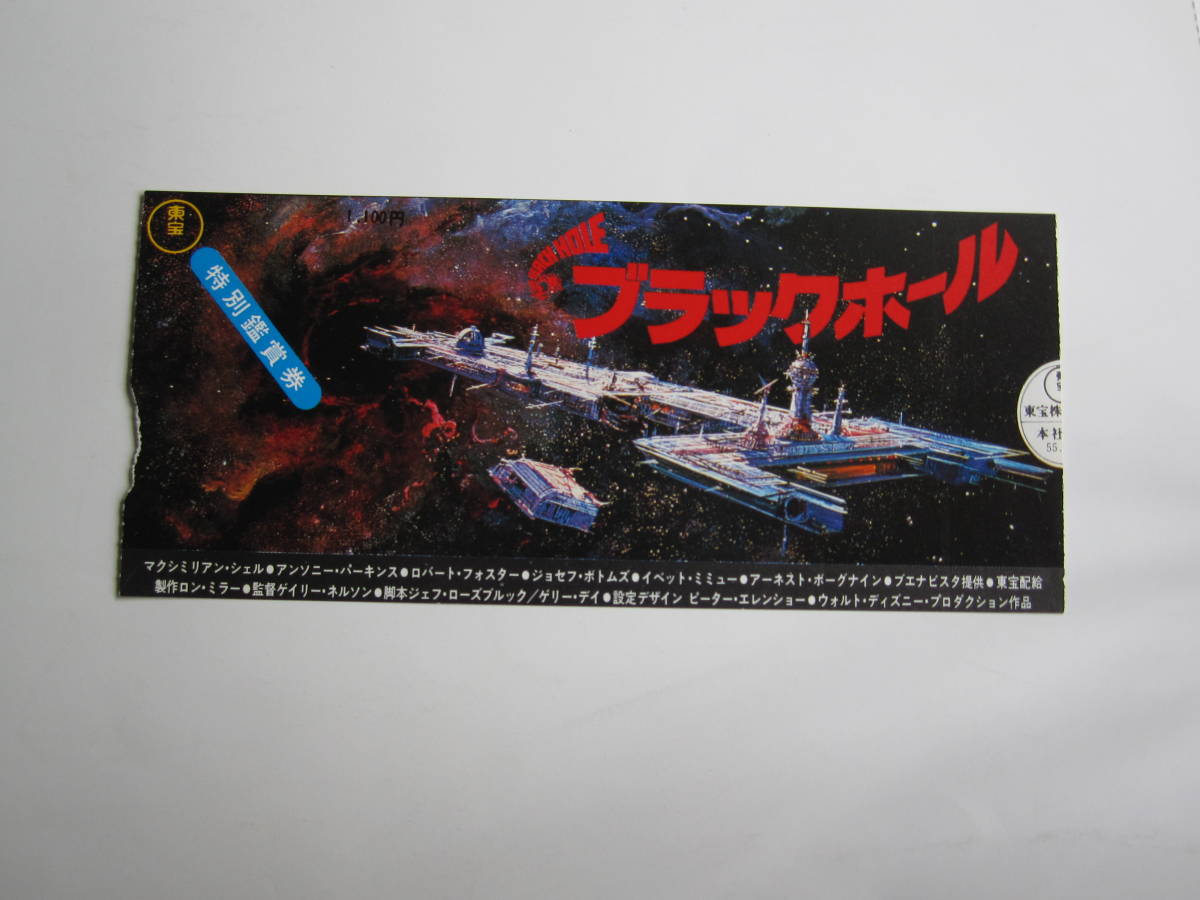 東宝
特別鑑賞券
1,100円
HOLE
ブラックホール
東宝株
本社
55.
マクシミリアン・シェル●アンソニー・パーキンス●ロバート・フォスター●ジョセフ・ボトムズ●イベット・ミミュー●アーネスト・ボーグナイン●ブエナビスタ提供●東宝配給
製作ロン・ミラー●監督ゲイリー・ネルソン●脚本ジェフ・ローズブルック/ゲリー・デイ●設定デザイン ピーター・エレンショー●ウォルト・ディズニー・プロダクション作品